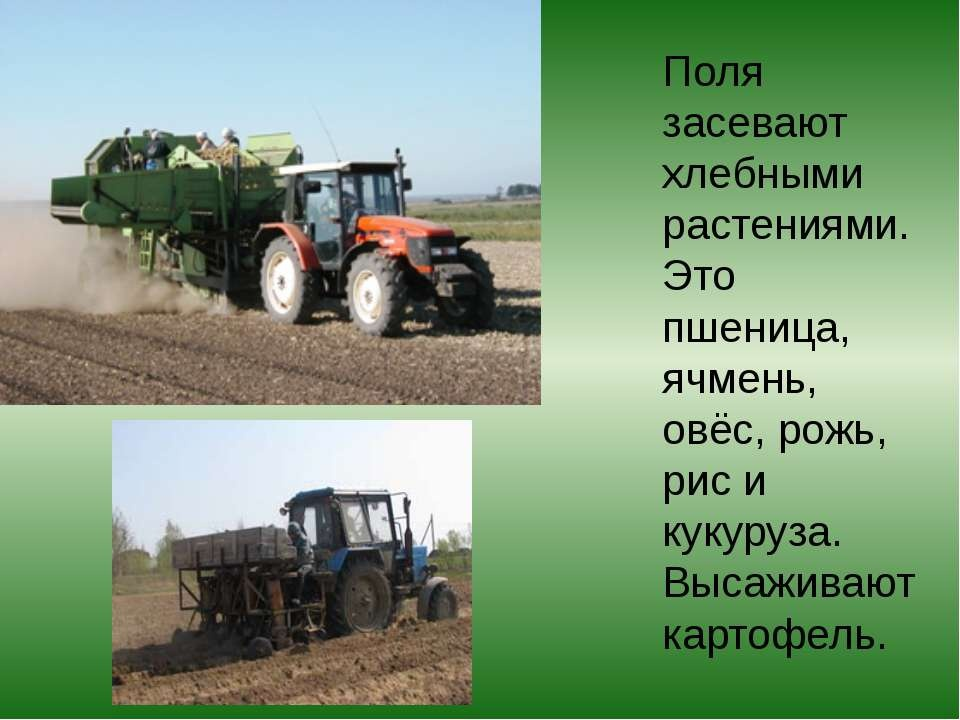 Поля
засевают
хлебными
растениями.
Это
пшеница,
ячмень,
овёс, рожь,
рис и
кукуруза.
Высаживают
картофель.